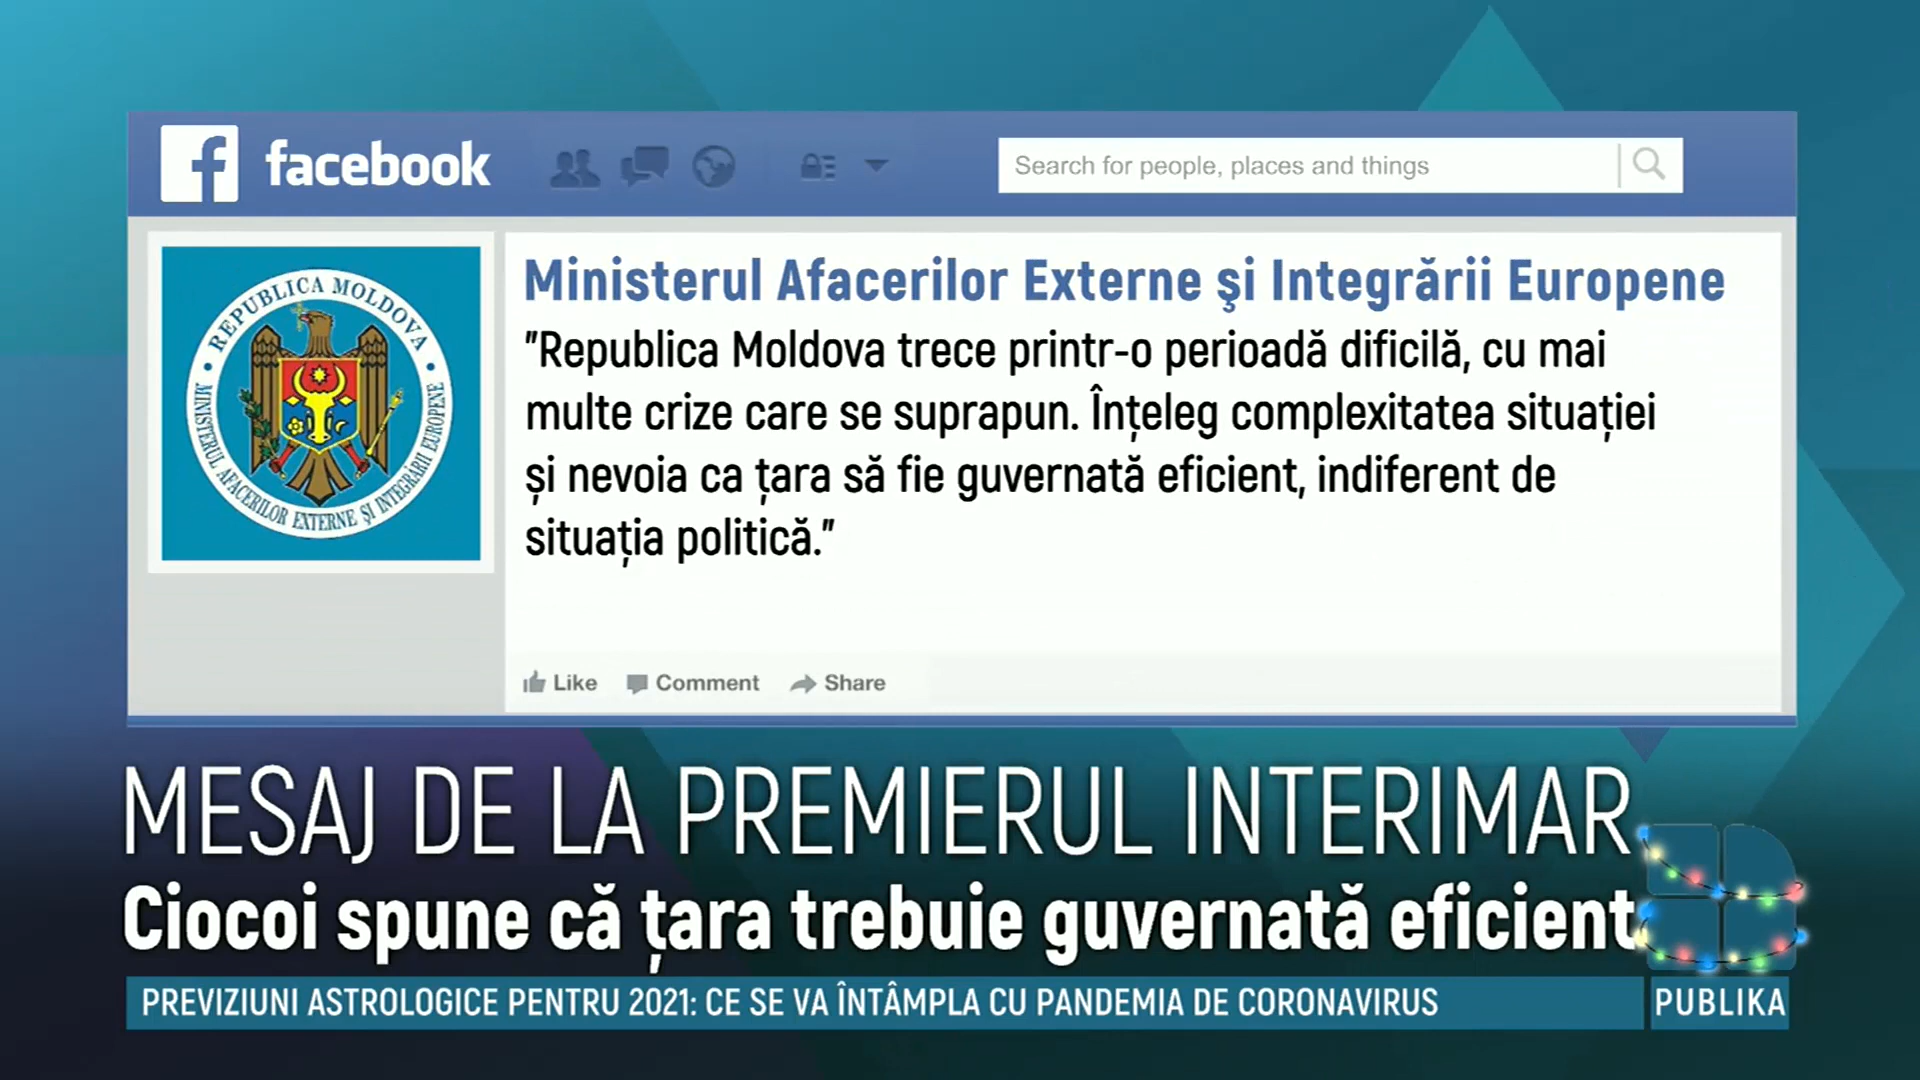 facebook
Search for people, places and things
REPUBLICA MOLDOVA
MINISTERUL AFACERILOR EXTERNE ŞI INTEGRĂRII EUROPENE
Ministerul Afacerilor Externe şi Integrării Europene
"Republica Moldova trece printr-o perioadă dificilă, cu mai
multe crize care se suprapun. Înțeleg complexitatea situației
și nevoia ca țara să fie guvernată eficient, indiferent de
situația politică."
Like Comment Share
MESAJ DE LA PREMIERUL INTERIMAR
Ciocoi spune că țara trebuie guvernată eficient
PREVIZIUNI ASTROLOGICE PENTRU 2021: CE SE VA ÎNTÂMPLA CU PANDEMIA DE CORONAVIRUS
PUBLIKA